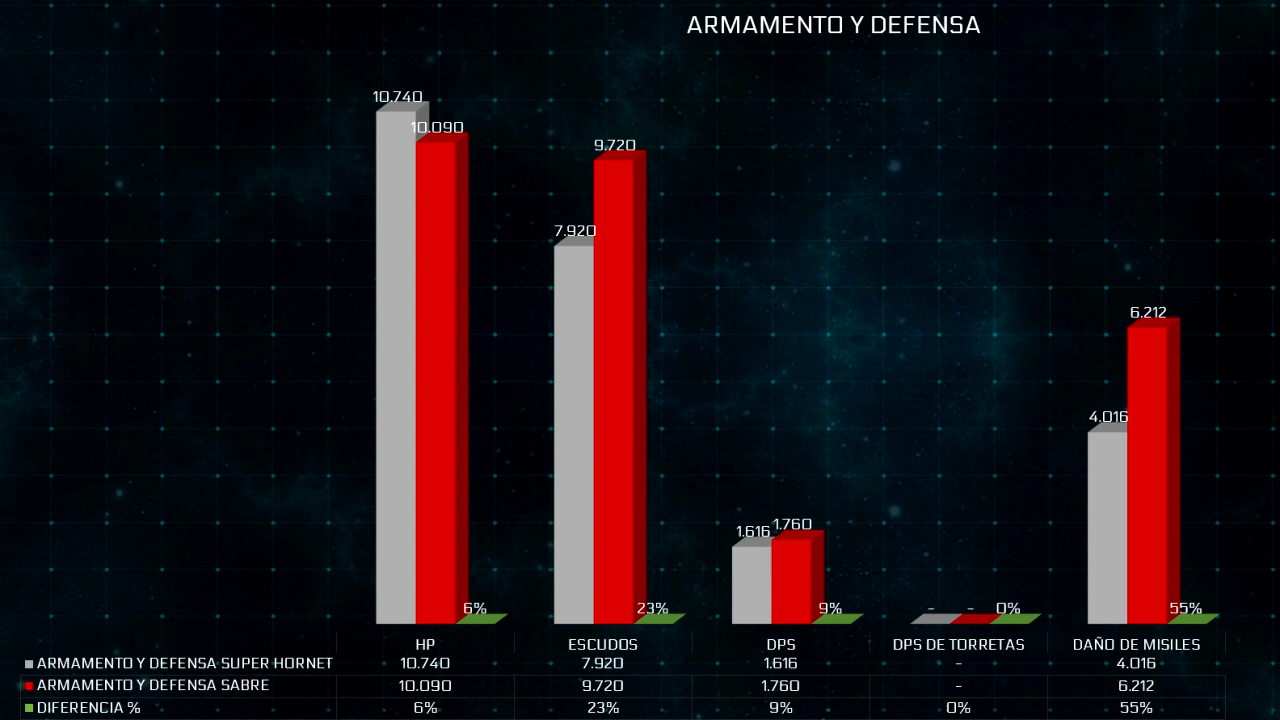 ARMAMENTO Y DEFENSA
10.740
10.090
9.720
7.920
6.212
4.016
1.616 1.760
6% 23% 9% - - 0% 55%
HP ESCUDOS DPS DPS DE TORRETAS DAÑO DE MISILES
ARMAMENTO Y DEFENSA SUPER HORNET 10.740 7.920 1.616 - 4.016
ARMAMENTO Y DEFENSA SABRE 10.090 9.720 1.760 - 6.212
DIFERENCIA % 6% 23% 9% 0% 55%